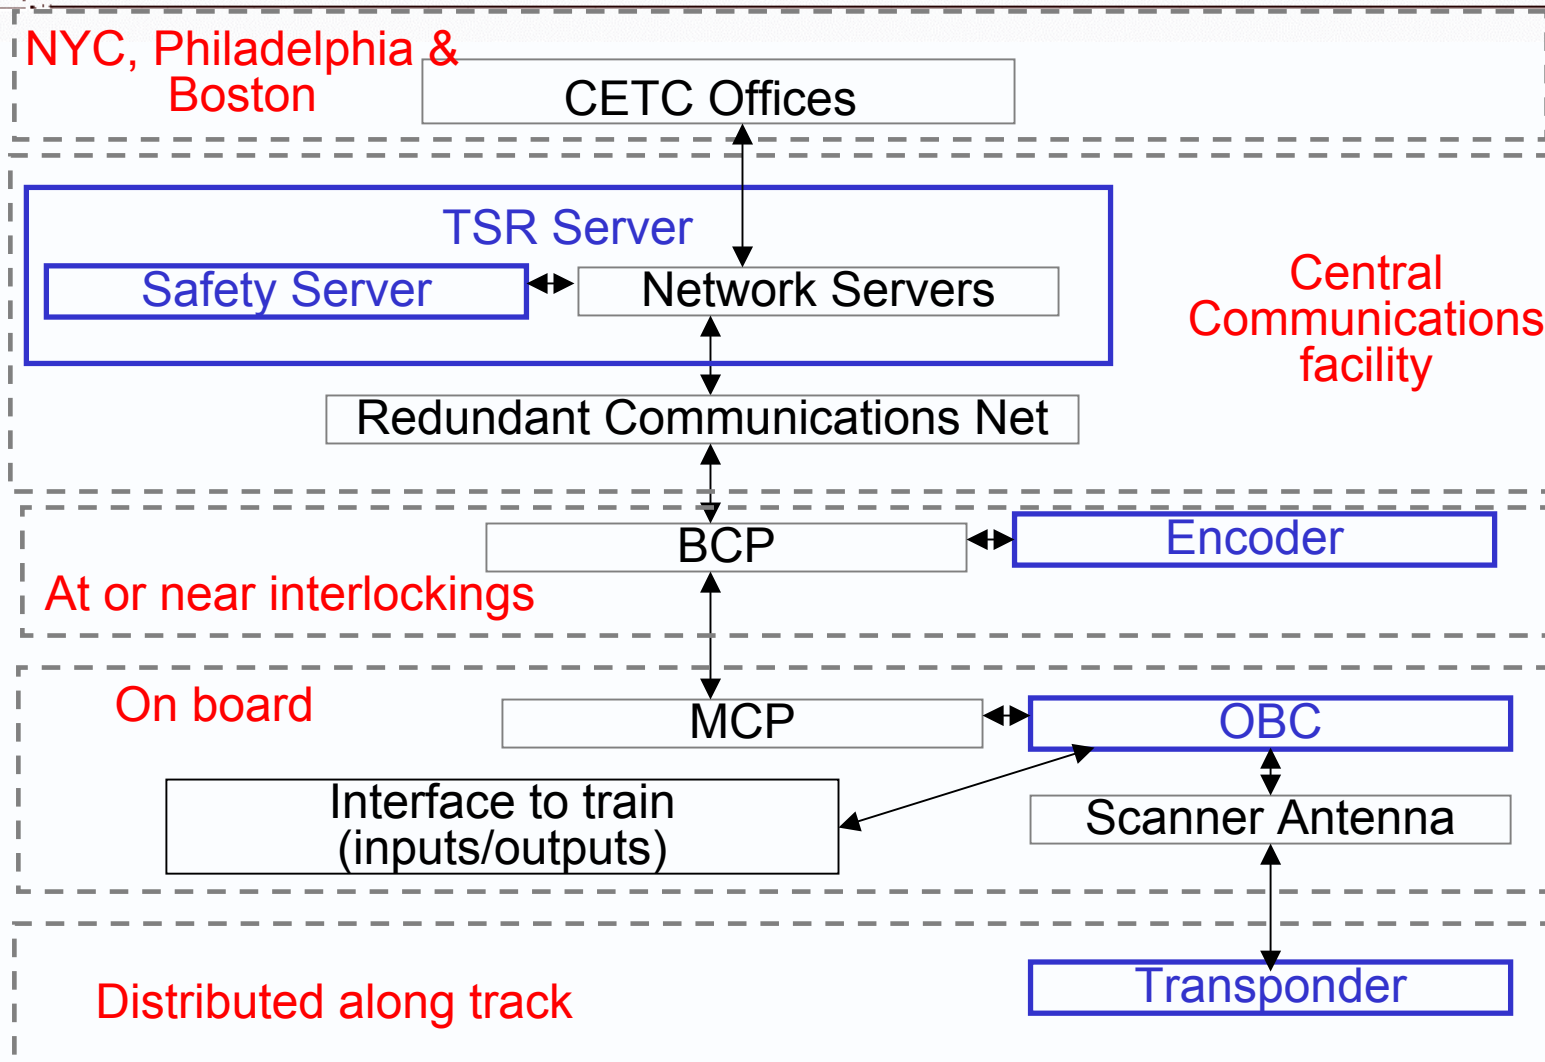 NYC, Philadelphia &
Boston
CETC Offices
TSR Server
Safety Server
Network Servers
Central
Communications
facility
Redundant Communications Net
BCP
Encoder
At or near interlockings
On board
MCP
OBC
Interface to train
(inputs/outputs)
Scanner Antenna
Transponder
Distributed along track